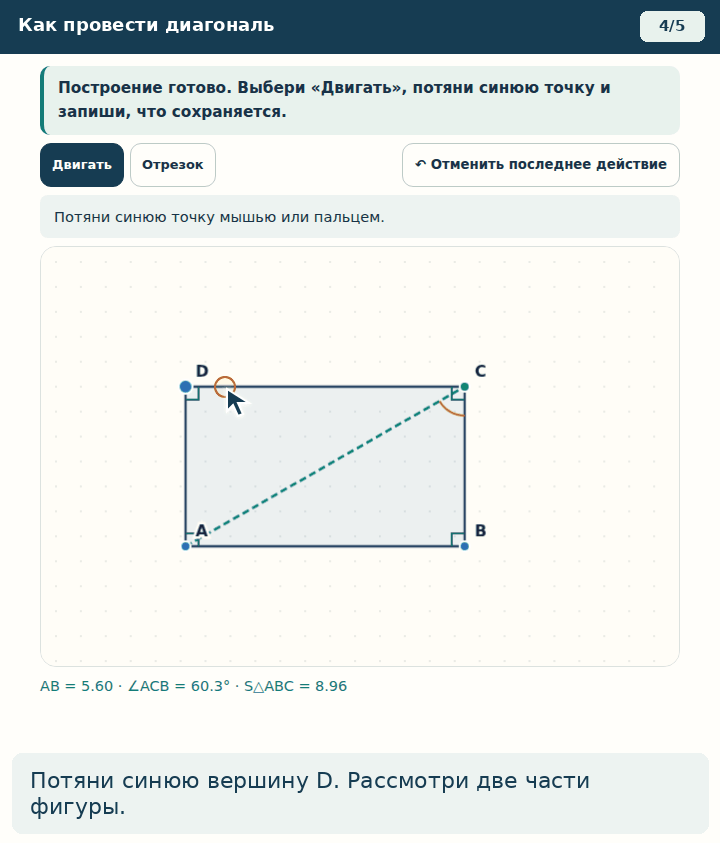 Как провести диагональ
4/5
Построение готово. Выбери «Двигать», потяни синюю точку и
запиши, что сохраняется.
Двигать
Отрезок
↶ Отменить последнее действие
Потяни синюю точку мышью или пальцем.
D
C
A
B
AB = 5.60 · ∠ACB = 60.3° · S△ABC = 8.96
Потяни синюю вершину D. Рассмотри две части
фигуры.